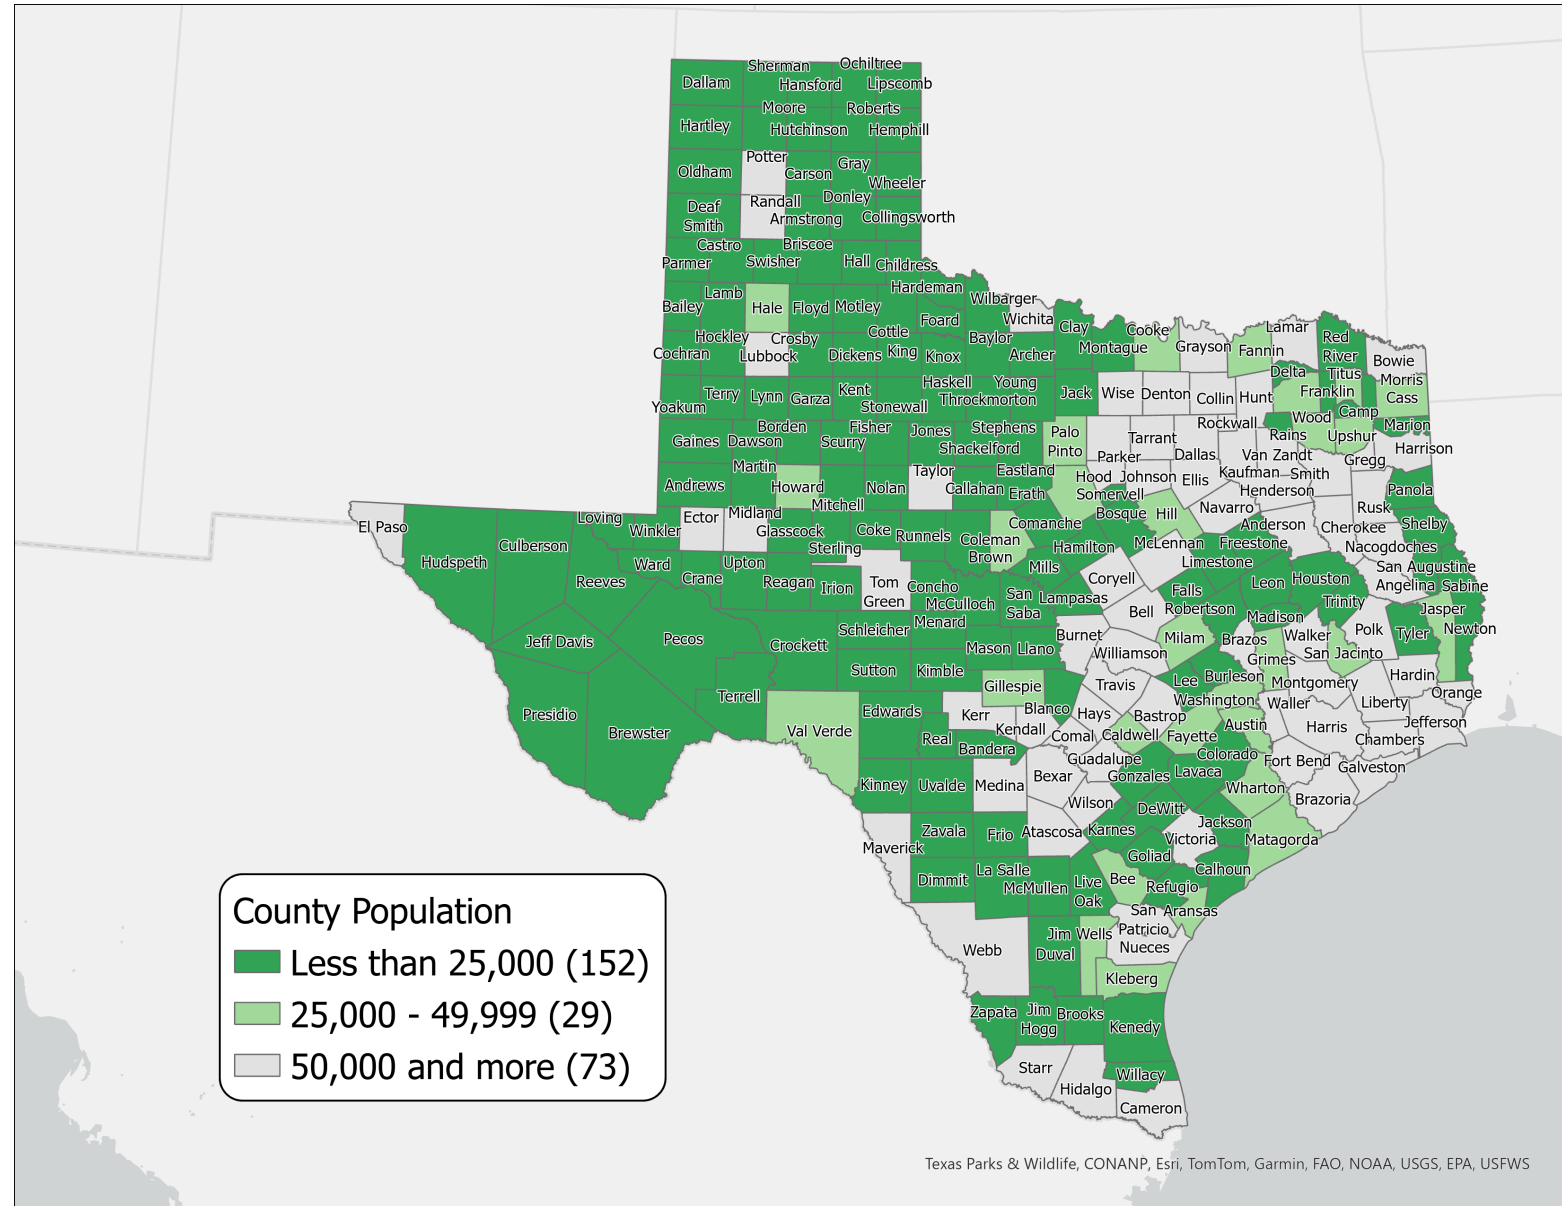 Sherman
Ochiltree
Dallam
Hansford
Lipscomb
Moore
Roberts
Hartley
Hutchinson
Hemphill
Potter
Gray
Oldham
Carson
Wheeler
Donley
Randall
Deaf
Smith
Armstrong
Collingsworth
Castro
Briscoe
Parmer
Swisher
Hall
Childress
Hardeman
Lamb
Wilbarger
Bailey
Hale
Floyd
Motley
Foard
Wichita
Clay
Cooke
Lamar
Hockley
Crosby
Cottle
Baylor
Montague
Grayson
Fannin
Red
River
Cochran
Lubbock
Dickens
King
Knox
Archer
Bowie
Delta
Titus
Morris
Haskell
Young
Franklin
Cass
Yoakum
Terry
Lynn
Garza
Kent
Stonewall
Throckmorton
Jack
Wise
Denton
Collin
Hunt
Camp
Wood
Marion
Rockwall
Rains
Upshur
Gaines
Dawson
Borden
Scurry
Fisher
Jones
Stephens
Shackelford
Palo
Pinto
Tarrant
Parker
Dallas
Van Zandt
Gregg
Harrison
Martin
Taylor
Eastland
Hood
Johnson
Ellis
Kaufman
Smith
Andrews
Howard
Mitchell
Nolan
Callahan
Erath
Somervell
Henderson
Panola
Rusk
El Paso
Loving
Winkler
Ector
Midland
Glasscock
Sterling
Coke
Runnels
Coleman
Brown
Comanche
Bosque
Hill
Navarro
Anderson
Cherokee
Shelby
Nacogdoches
Hudspeth
Culberson
Reeves
Ward
Crane
Upton
Reagan
Irion
Tom
Green
Concho
McCulloch
San
Saba
Mills
Hamilton
Lampasas
Coryell
McLennan
Limestone
Freestone
Leon
Houston
San Augustine
Angelina
Sabine
Falls
Trinity
Jasper
Newton
Jeff Davis
Pecos
Crockett
Schleicher
Menard
Mason
Llano
Burnet
Bell
Milam
Robertson
Madison
Brazos
Walker
Polk
Tyler
Williamson
Grimes
San Jacinto
Sutton
Kimble
Gillespie
Travis
Lee
Burleson
Washington
Montgomery
Hardin
Liberty
Orange
Presidio
Brewster
Terrell
Val Verde
Edwards
Real
Kerr
Kendall
Blanco
Hays
Comal
Bastrop
Caldwell
Fayette
Austin
Waller
Harris
Jefferson
Chambers
Bandera
Guadalupe
Colorado
Fort Bend
Galveston
Kinney
Uvalde
Medina
Bexar
Wilson
Gonzales
Lavaca
Wharton
Brazoria
DeWitt
Maverick
Zavala
Frio
Atascosa
Karnes
Victoria
Jackson
Matagorda
Goliad
Dimmit
La Salle
McMullen
Live
Oak
Bee
Refugio
Calhoun
San
Patricio
Aransas
Webb
Duval
Jim Wells
Nueces
Kleberg
Zapata
Jim
Hogg
Brooks
Kenedy
Starr
Hidalgo
Willacy
Cameron
County Population
Less than 25,000 (152)
25,000 - 49,999 (29)
50,000 and more (73)
Texas Parks & Wildlife, CONANP, Esri, TomTom, Garmin, FAO, NOAA, USGS, EPA, USFWS